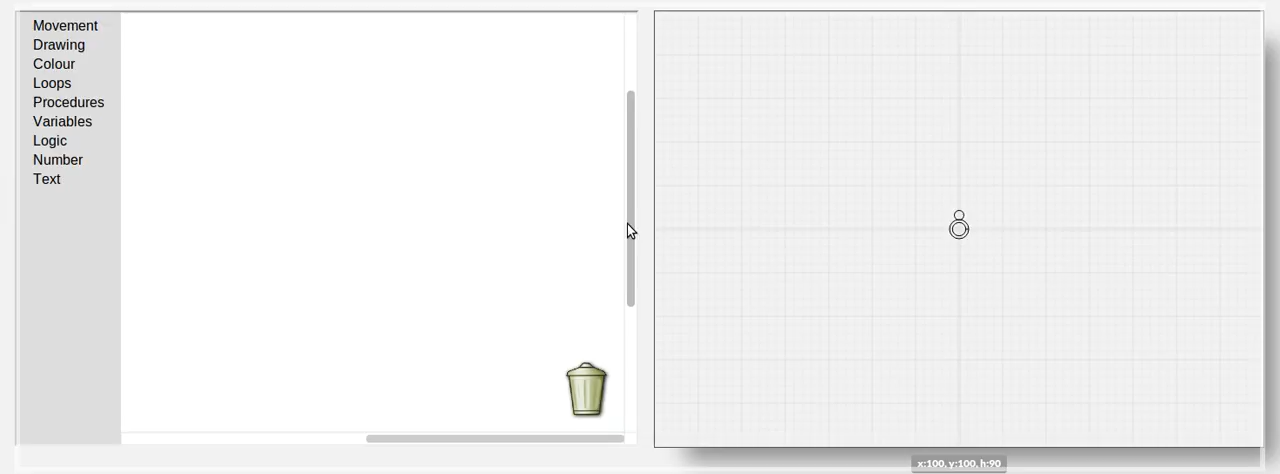 Movement
Drawing
Colour
Loops
Procedures
Variables
Logic
Number
Text
x:100, y:100, h:90